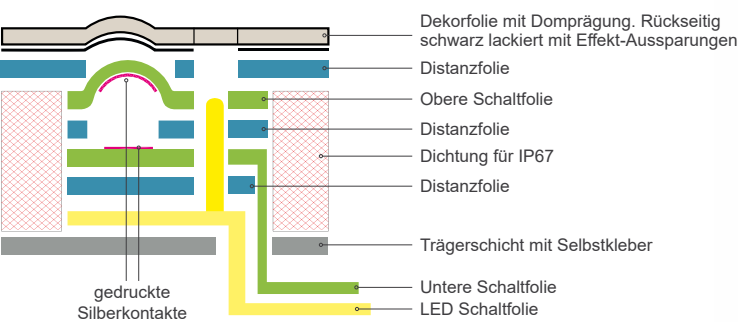 Dekorfolie mit Domprägung. Rückseitig
schwarz lackiert mit Effekt-Aussparungen
Distanzfolie
Obere Schaltfolie
Distanzfolie
Dichtung für IP67
Distanzfolie
Trägerschicht mit Selbstkleber
Untere Schaltfolie
LED Schaltfolie
gedruckte
Silberkontakte